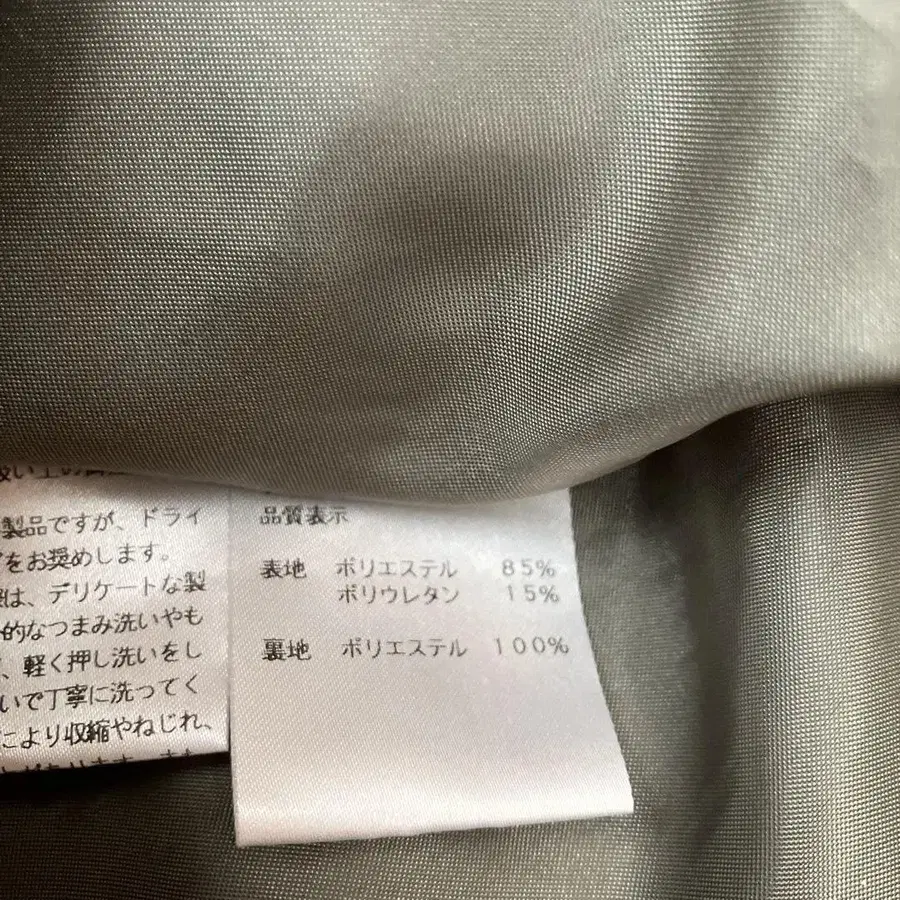 扱い上の
製品ですが、ドライ
をお奨めします。
は、デリケートな製
的なつまみ洗いやも
、軽く押し洗いをし
いで丁寧に洗ってく
により収縮やねじれ、
品質表示
表地 ポリエステル 85%
ポリウレタン 15%
裏地 ポリエステル 100%